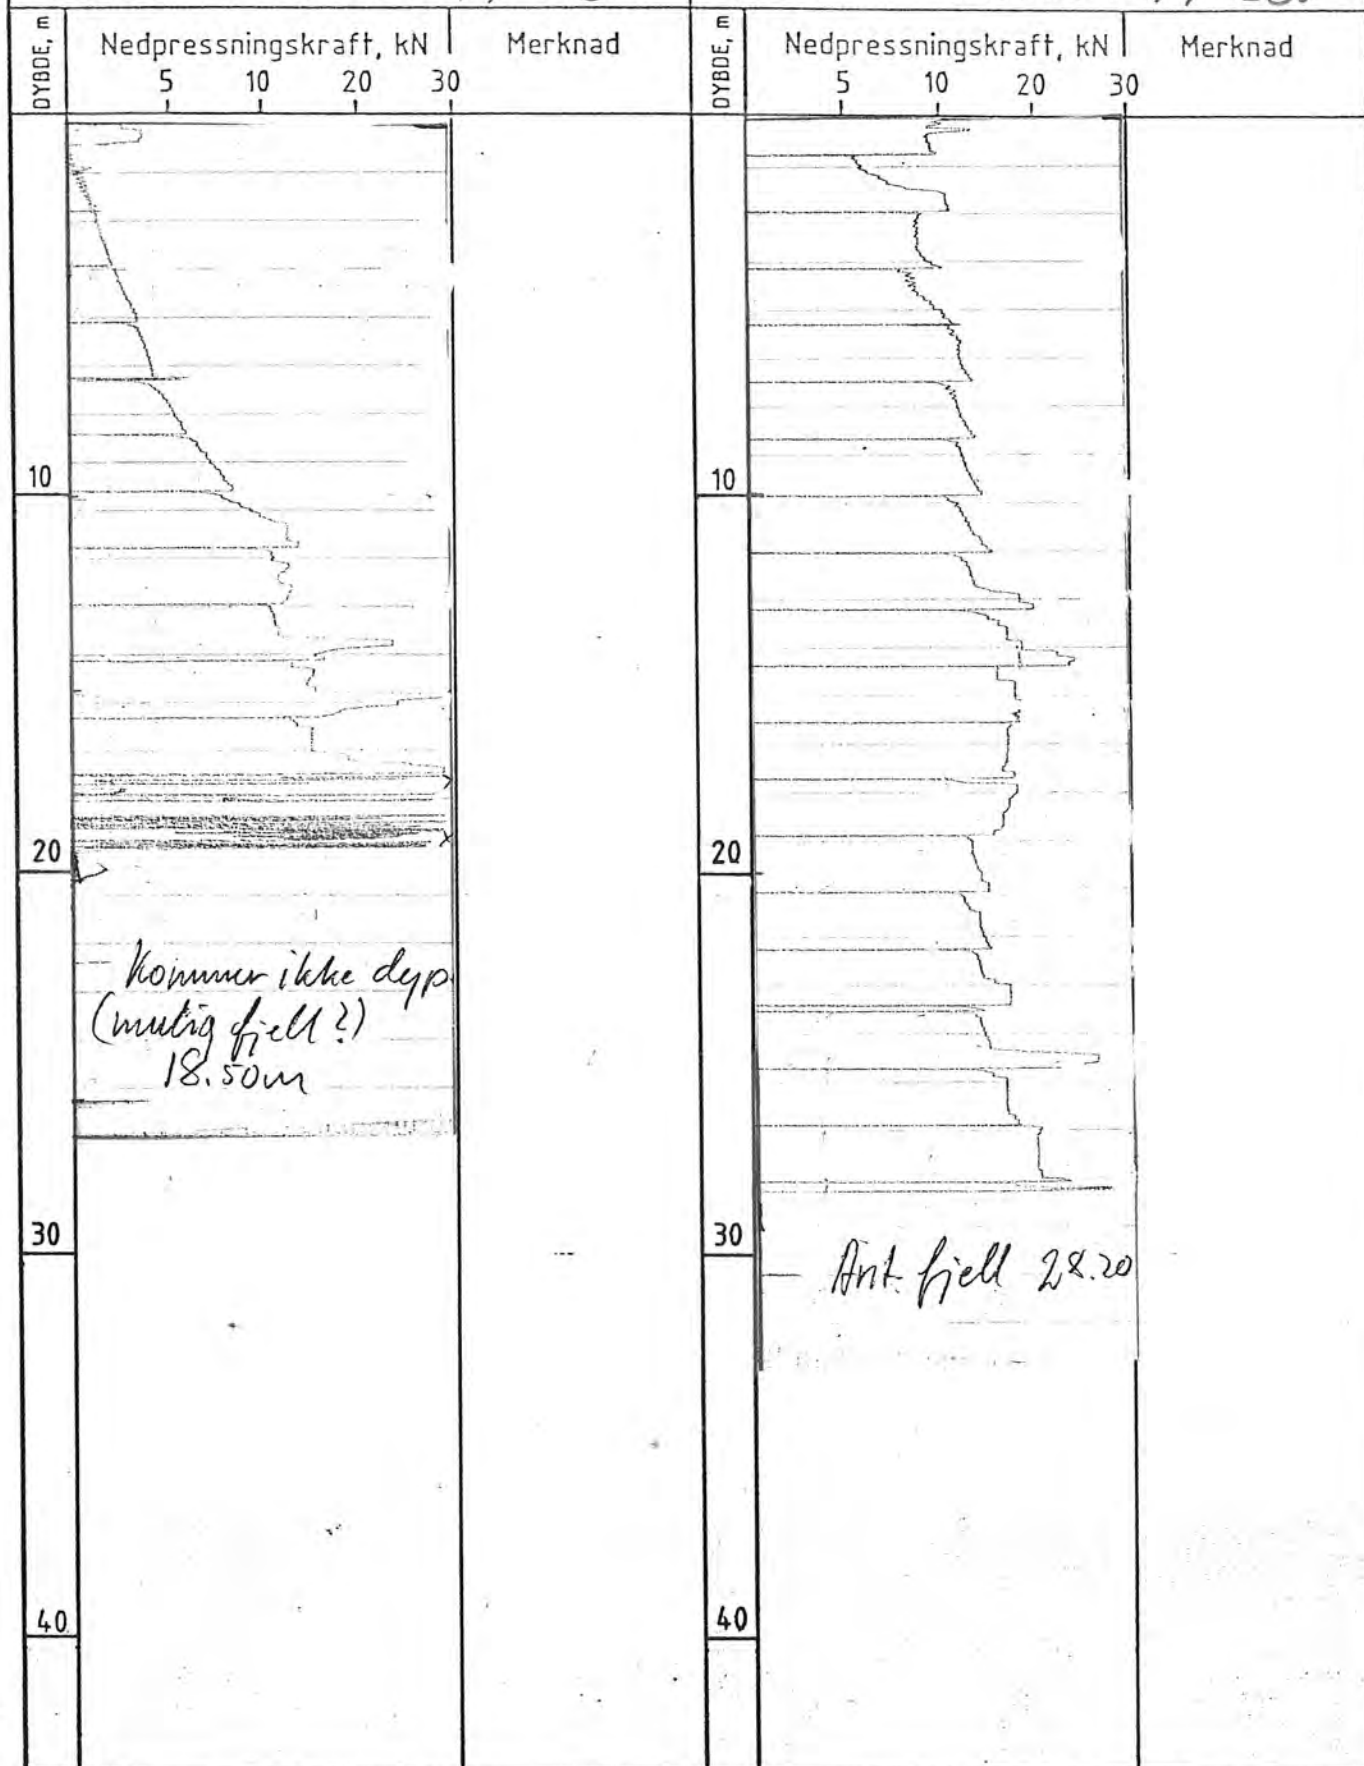 DYBDE, m
Nedpressningskraft, kN
Merknad
5 10 20 30
10
20
30
40
Kommer ikke dyp
(mulig fjell?)
18.50m
DYBDE, m
Nedpressningskraft, kN
Merknad
5 10 20 30
10
20
30
40
Ant. fjell 28.20